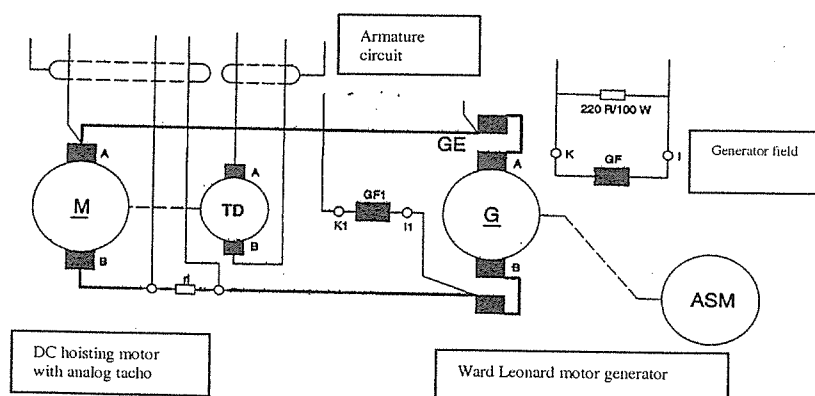 Armature
circuit
220 R/100 W
GE
A
A
K
GF
I
Generator field
M
A
TD
GF1
K1
I1
G
B
B
B
rl
ASM
DC hoisting motor
with analog tacho
Ward Leonard motor generator